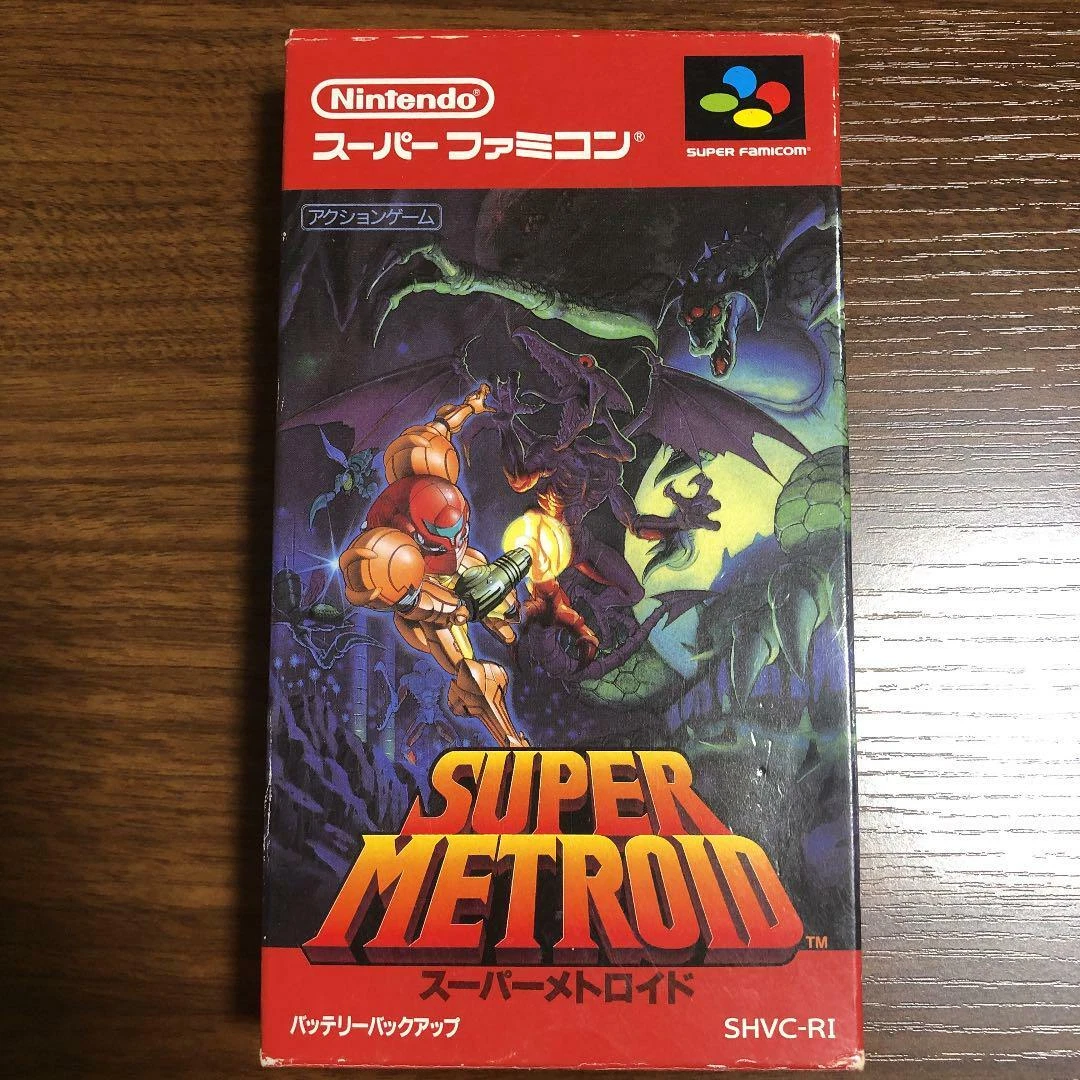 Nintendo®
スーパーファミコン®
SUPER FAMICOM®
アクションゲーム
SUPER
METROID™
スーパーメトロイド
バッテリーバックアップ
SHVC-RI